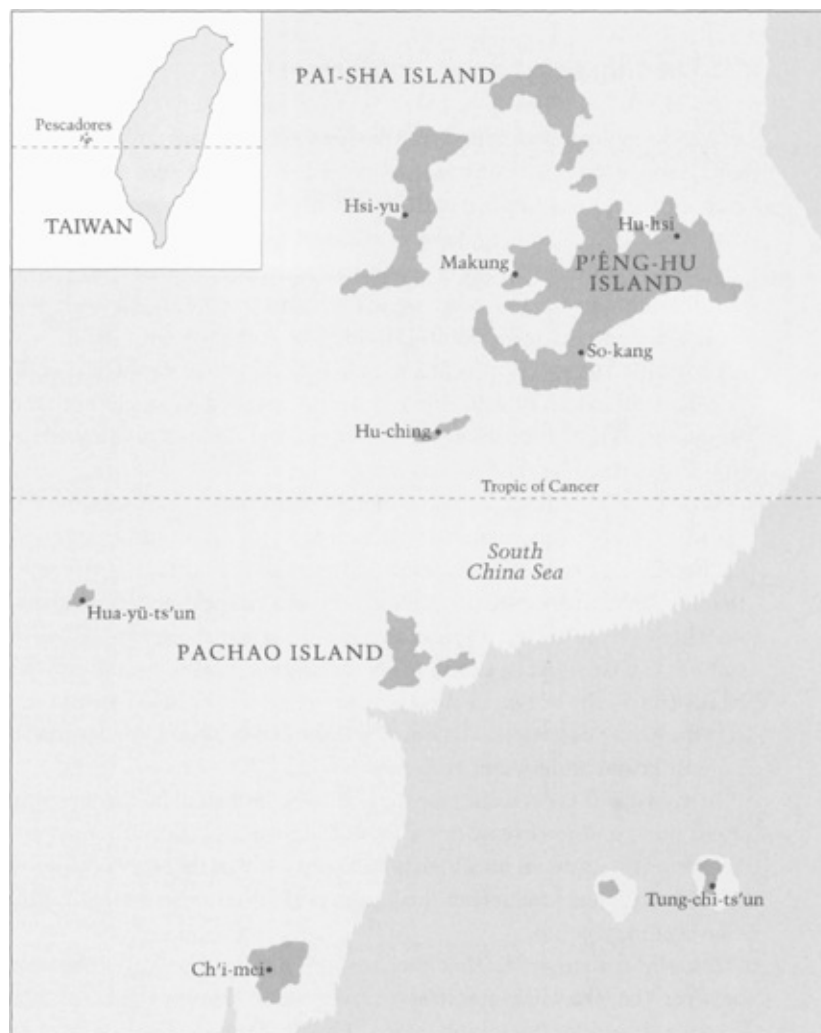 PAI-SHA ISLAND
Pescadores
TAIWAN
Hsi-yu
Hu-hsi
Makung
P'ÊNG-HU
ISLAND
So-kang
Hu-ching
Tropic of Cancer
South
China Sea
Hua-yü-ts'un
PACHAO ISLAND
Tung-chi-ts'un
Ch'i-mei